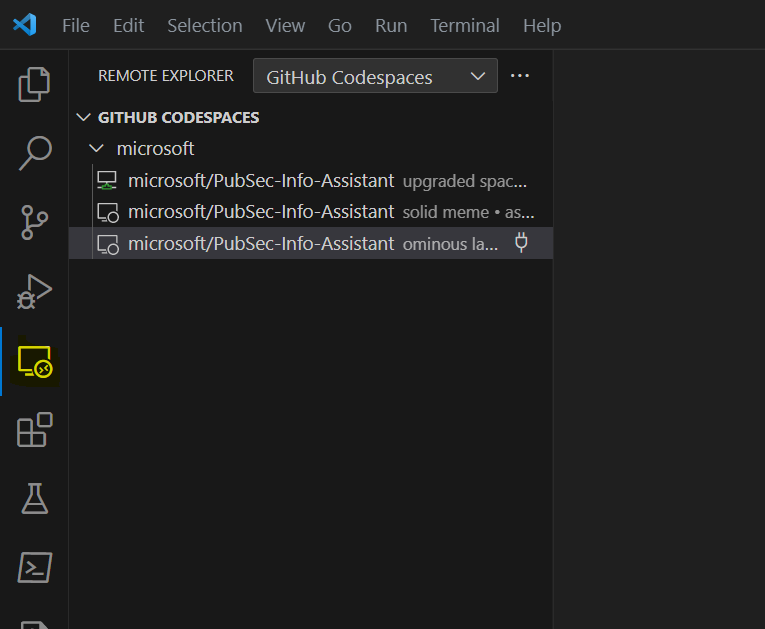 File Edit Selection View Go Run Terminal Help
REMOTE EXPLORER GitHub Codespaces ...
GITHUB CODESPACES
microsoft
microsoft/PubSec-Info-Assistant upgraded spac...
microsoft/PubSec-Info-Assistant solid meme • as...
microsoft/PubSec-Info-Assistant ominous la...